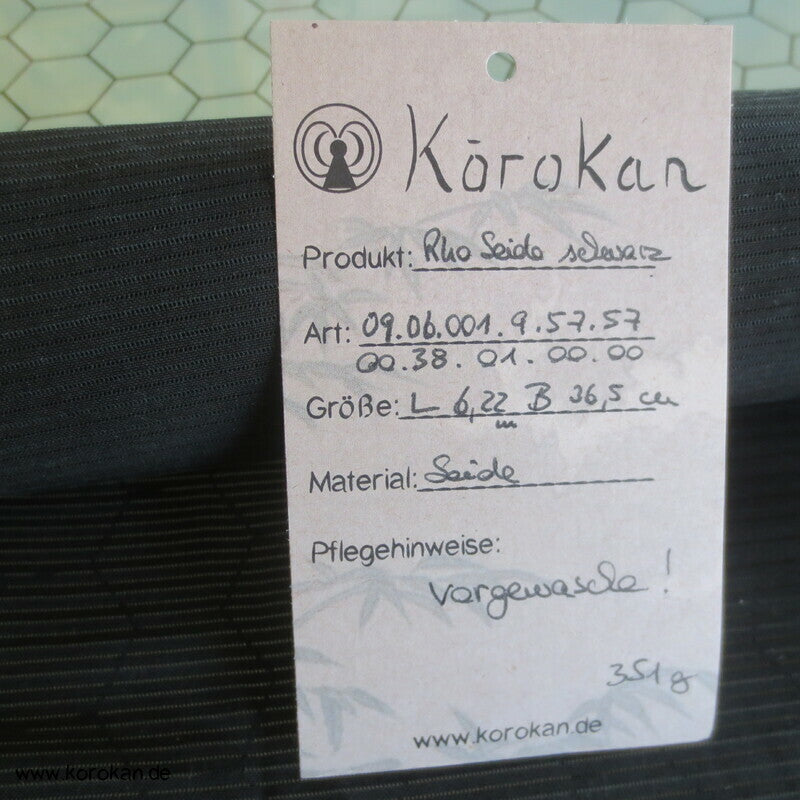 Kōrokan
Produkt: Rho Seide schwarz
Art: 09.06.001.9.57.57
00.38.01.00.00
Größe: L 6,22 B 36,5 cm
m
Material: Seide
Pflegehinweise:
vorgewasche!
351 g
www.korokan.de
www.korokan.de